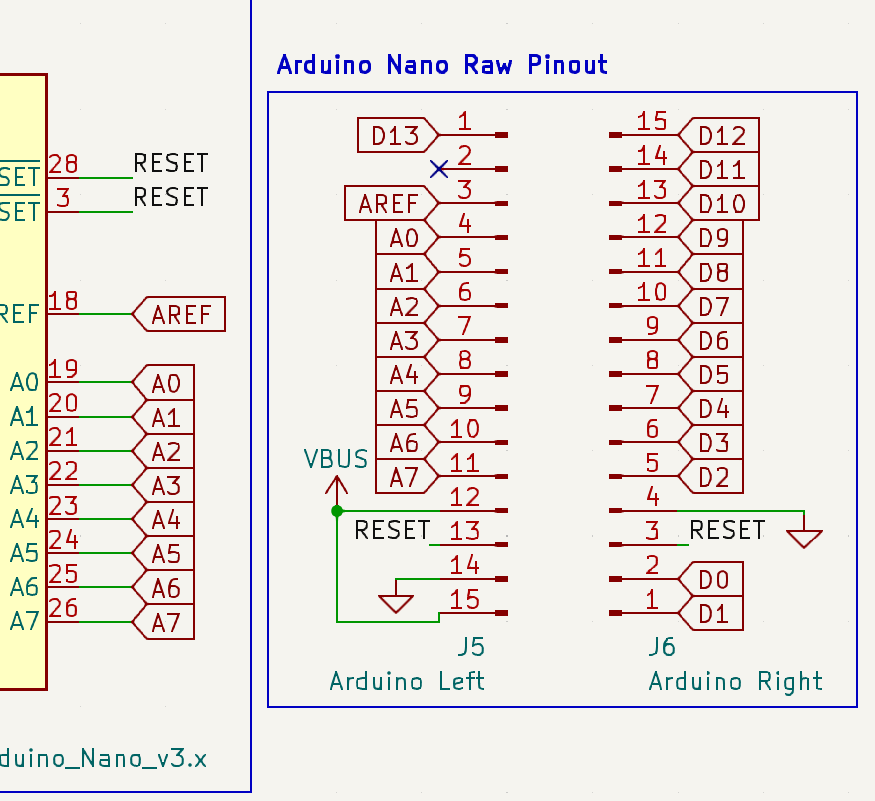 Arduino Nano Raw Pinout
SET
28
RESET
SET
3
RESET
REF
18
AREF
A0
19
A0
A1
20
A1
A2
21
A2
A3
22
A3
A4
23
A4
A5
24
A5
A6
25
A6
A7
26
A7
duino_Nano_v3.x
D13
1
2
AREF
3
A0
4
A1
5
A2
6
A3
7
A4
8
A5
9
A6
10
A7
11
VBUS
12
RESET
13
14
15
J5
Arduino Left
15
D12
14
D11
13
D10
12
D9
11
D8
10
D7
9
D6
8
D5
7
D4
6
D3
5
D2
4
3
RESET
2
D0
1
D1
J6
Arduino Right